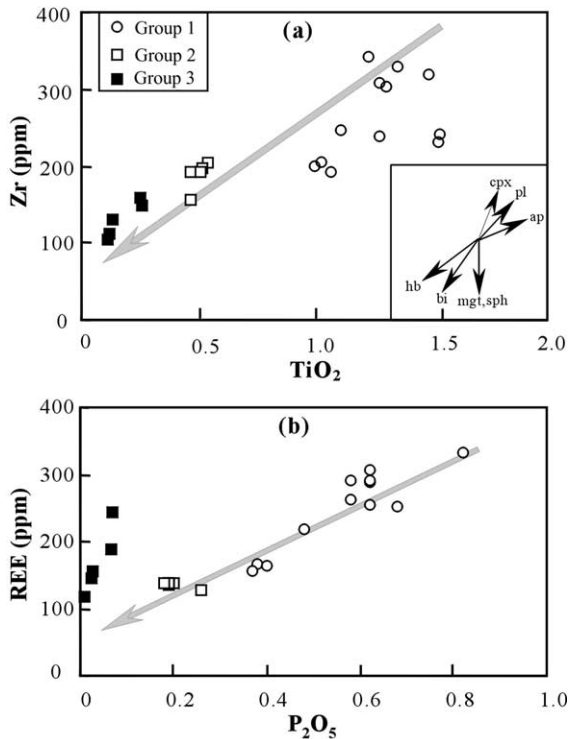 (a)
Group 1
Group 2
Group 3
400
300
200
100
0
Zr (ppm)
cpx
pl
ap
hb
bi
mgt,sph
0
0.5
1.0
1.5
2.0
TiO₂
(b)
400
300
200
100
0
REE (ppm)
0
0.2
0.4
0.6
0.8
1.0
P₂O₅